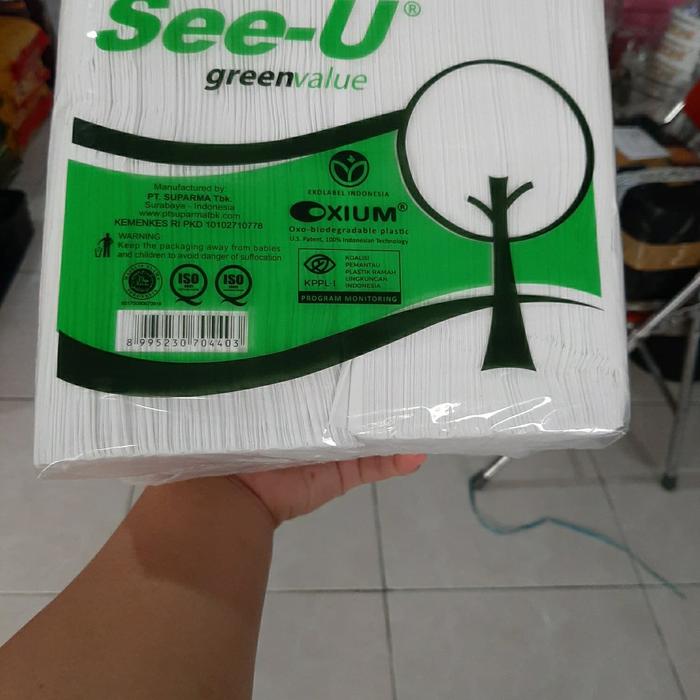 See-U®
greenvalue
Manufactured by:
PT. SUPARMA Tbk.
Surabaya - Indonesia
www.ptsuparmatbk.com
KEMENKES RI PKD 10102710778
WARNING:
Keep the packaging away from babies
and children to avoid danger of suffocation
ISO
ISO
8 995230 704403
EKOLABEL INDONESIA
OXIUM®
Oxo-biodegradable plastic
U.S. Patent, 100% Indonesian Technology
KPPL-I
KOALISI
PEMANTAU
PLASTIK RAMAH
LINGKUNGAN
INDONESIA
PROGRAM MONITORING